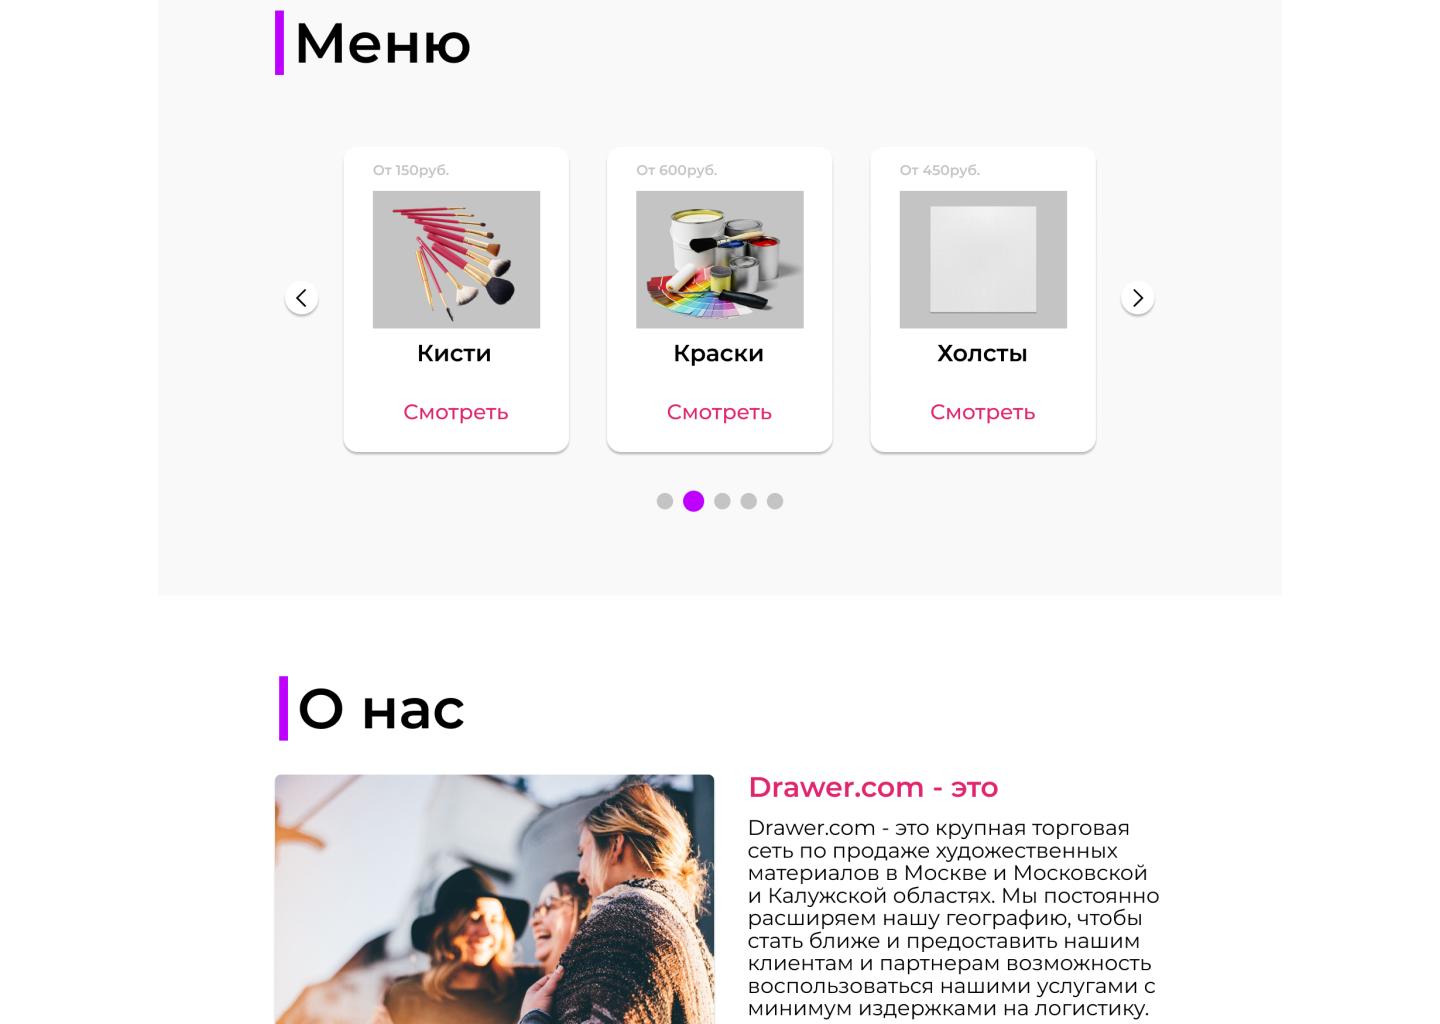 Меню
От 150руб.
От 600руб.
От 450руб.
Кисти
Краски
Холсты
Смотреть
Смотреть
Смотреть
О нас
Drawer.com - это
Drawer.com - это крупная торговая
сеть по продаже художественных
материалов в Москве и Московской
и Калужской областях. Мы постоянно
расширяем нашу географию, чтобы
стать ближе и предоставить нашим
клиентам и партнерам возможность
воспользоваться нашими услугами с
минимум издержками на логистику.